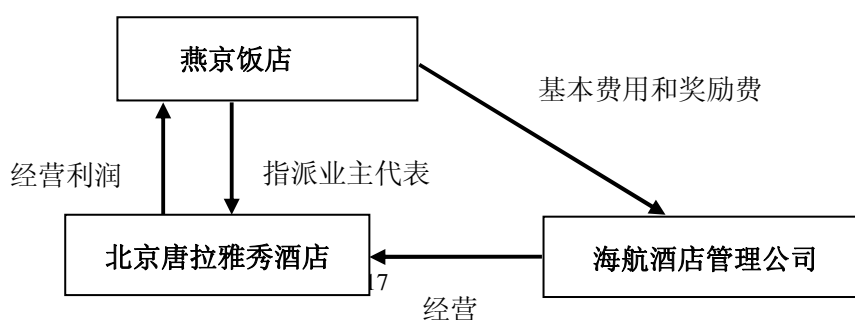 燕京饭店
基本费用和奖励费
经营利润
指派业主代表
北京唐拉雅秀酒店
海航酒店管理公司
17
经营